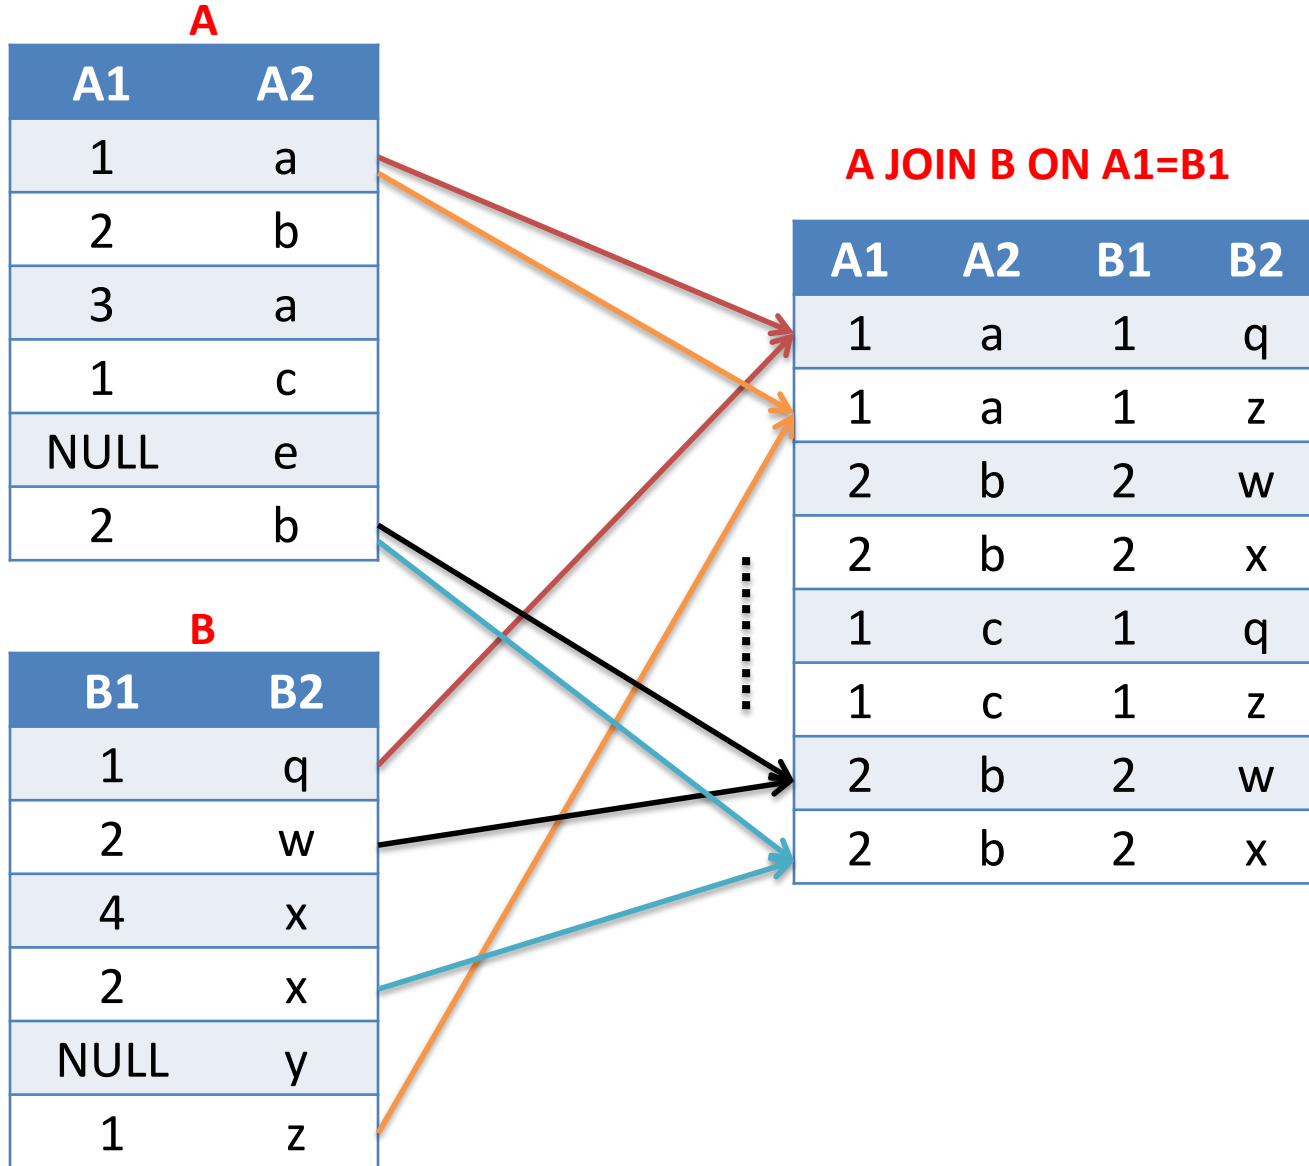 A
A1 A2
1 a
2 b
3 a
1 c
NULL e
2 b
B
B1 B2
1 q
2 w
4 x
2 x
NULL y
1 z
A JOIN B ON A1=B1
A1 A2 B1 B2
1 a 1 q
1 a 1 z
2 b 2 w
2 b 2 x
1 c 1 q
1 c 1 z
2 b 2 w
2 b 2 x